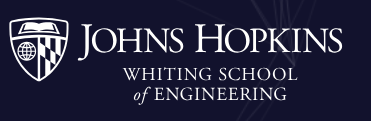 JOHNS HOPKINS
WHITING SCHOOL
of ENGINEERING